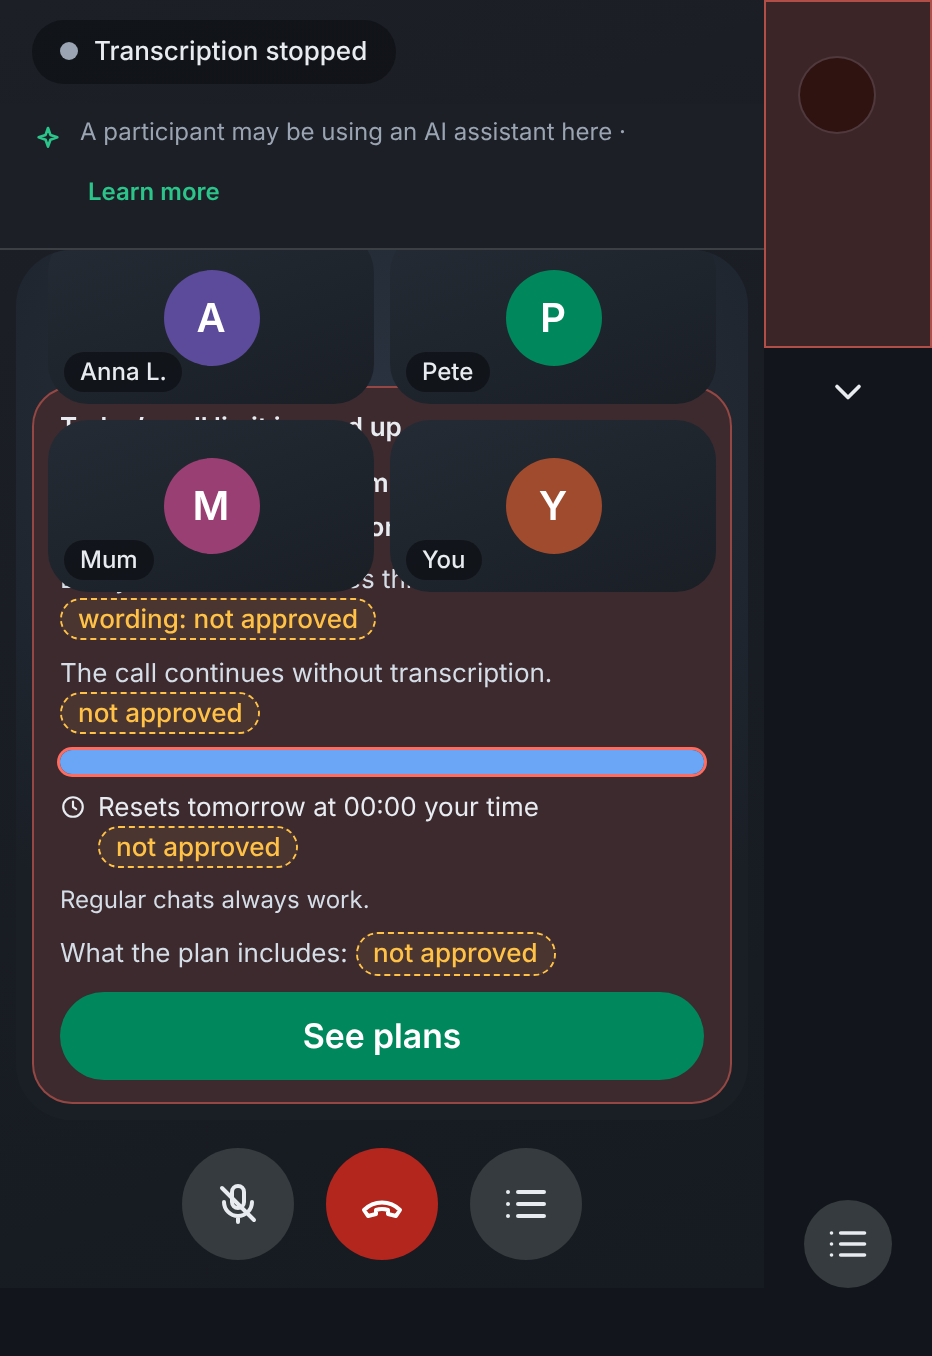 Transcription stopped
A participant may be using an AI assistant here ·
Learn more
A
P
Anna L.
Pete
up
M
Y
Mum
You
wording: not approved
The call continues without transcription.
not approved
Resets tomorrow at 00:00 your time
not approved
Regular chats always work.
What the plan includes: not approved
See plans